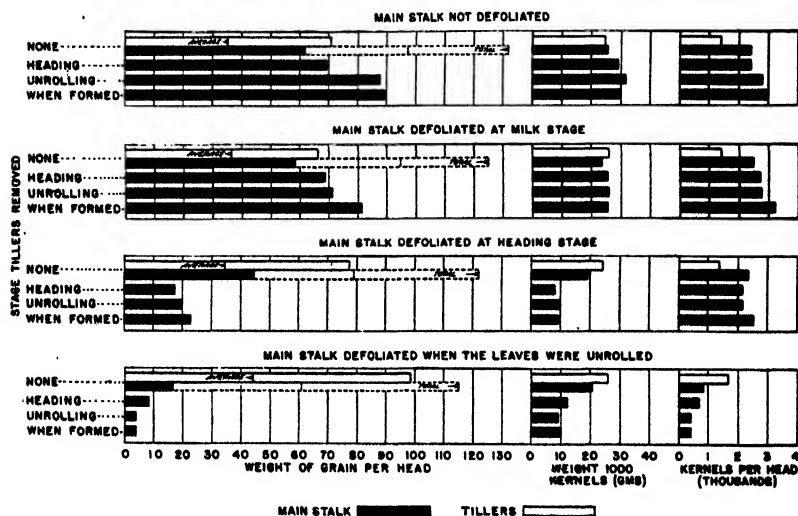 MAIN STALK NOT DEFOLIATED
NONE
HEADING
UNROLLING
WHEN FORMED
MAIN STALK DEFOLIATED AT MILK STAGE
NONE
HEADING
UNROLLING
WHEN FORMED
STAGE TILLERS REMOVED
MAIN STALK DEFOLIATED AT HEADING STAGE
NONE
HEADING
UNROLLING
WHEN FORMED
MAIN STALK DEFOLIATED WHEN THE LEAVES WERE UNROLLED
NONE
HEADING
UNROLLING
WHEN FORMED
0 10 20 30 40 50 60 70 80 90 100 110 120 130 0 10 20 30 40 0 1 2 3 4
WEIGHT OF GRAIN PER HEAD WEIGHT 1000 KERNELS PER HEAD
KERNELS (GMS) (THOUSANDS)
MAIN STALK TILLERS